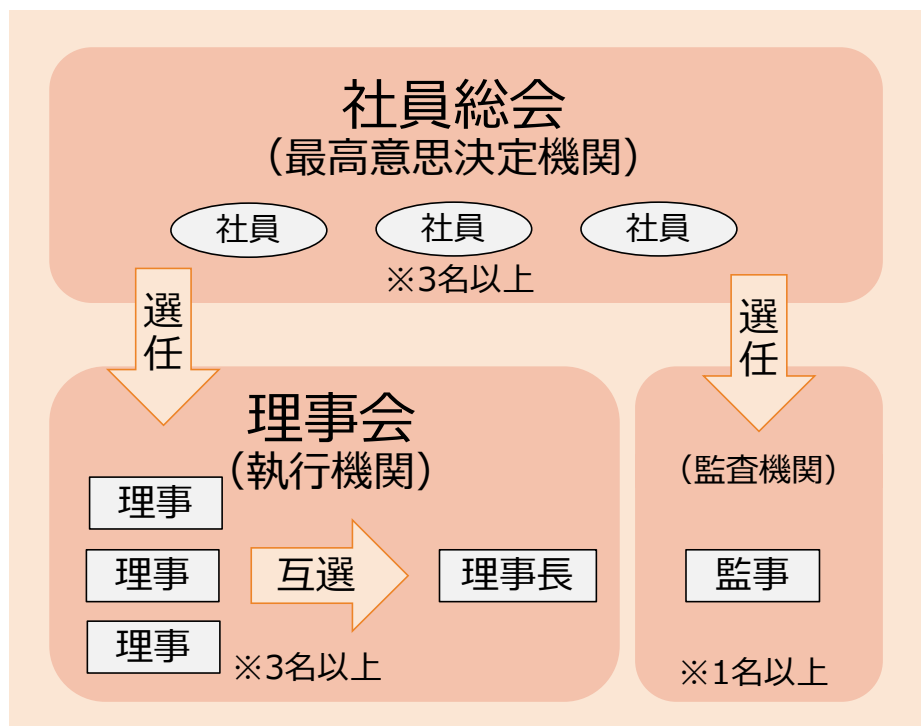 社員総会
（最高意思決定機関）
社員
社員
社員
※3名以上
選任
選任
理事会
（執行機関）
理事
理事
理事
互選
理事長
※3名以上
（監査機関）
監事
※1名以上